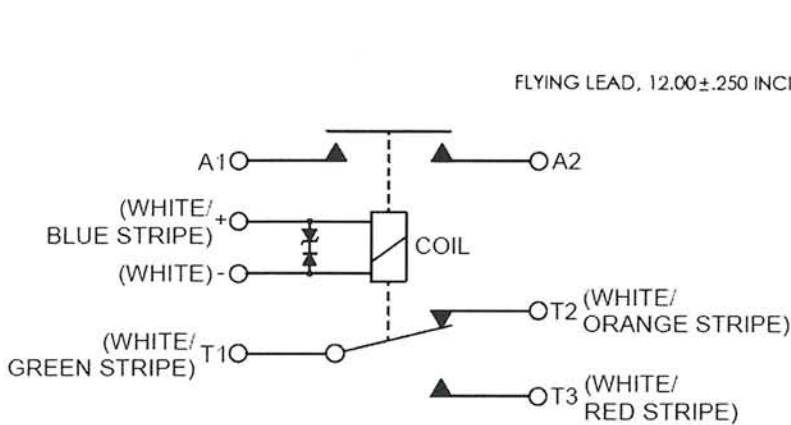 FLYING LEAD, 12.00±.250 INCI
A1
A2
(WHITE/
BLUE STRIPE)
+
(WHITE) -
COIL
(WHITE/
GREEN STRIPE)
T1
T2
(WHITE/
ORANGE STRIPE)
T3
(WHITE/
RED STRIPE)